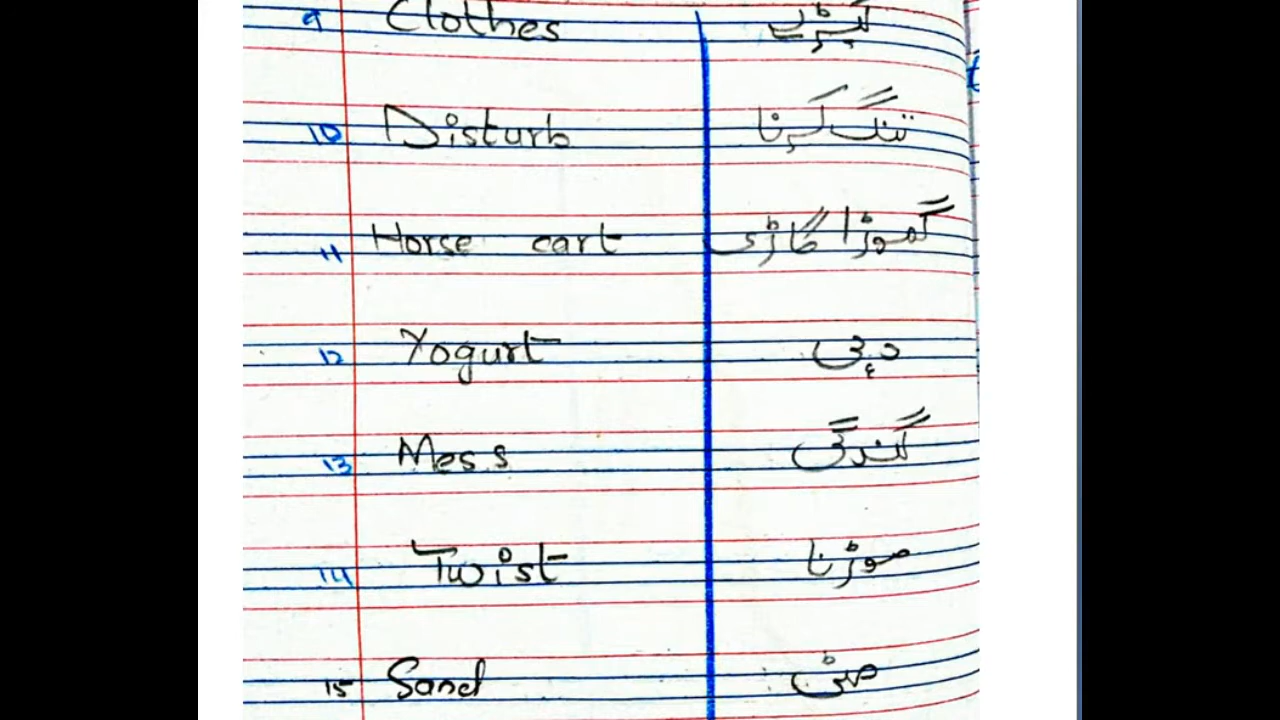 9 Clothes کپڑے
10 Disturb تنگ کرنا
11 Horse cart گھوڑا گاڑی
12 Yogurt دہی
13 Mess گندگی
14 Twist موڑنا
15 Sand مٹی